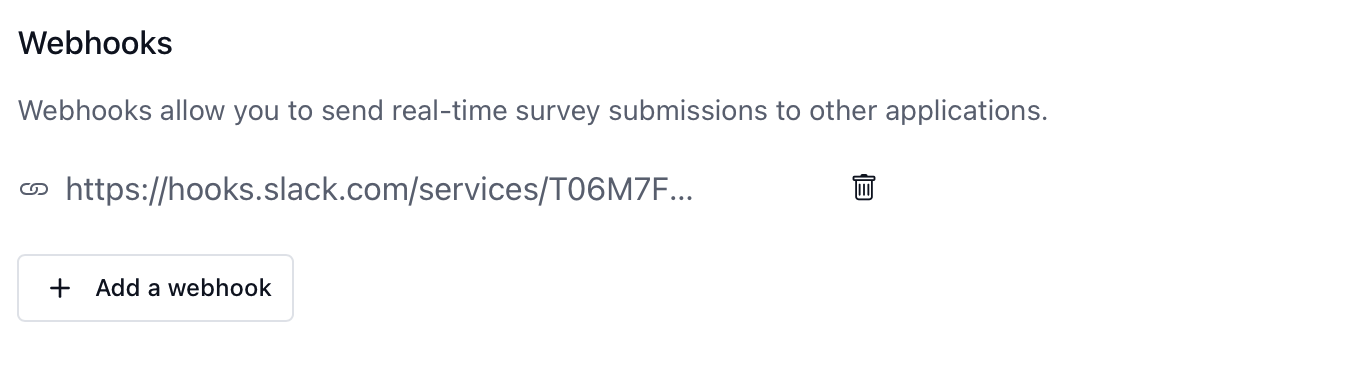 Webhooks
Webhooks allow you to send real-time survey submissions to other applications.
https://hooks.slack.com/services/T06M7F...
Add a webhook